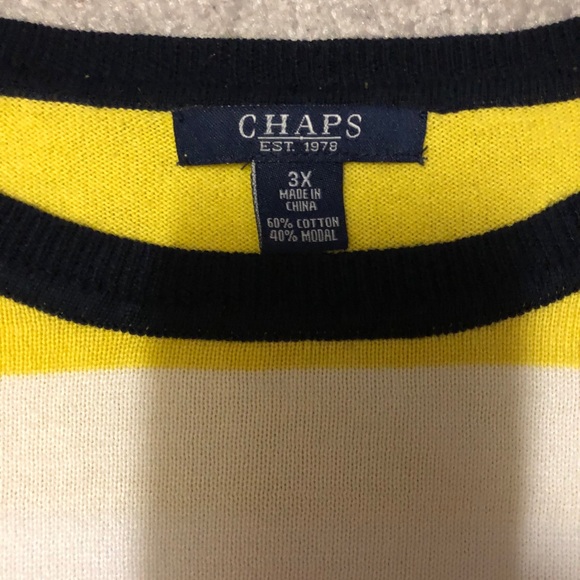 CHAPS
EST. 1978
3X
MADE IN
CHINA
60% COTTON
40% MODAL